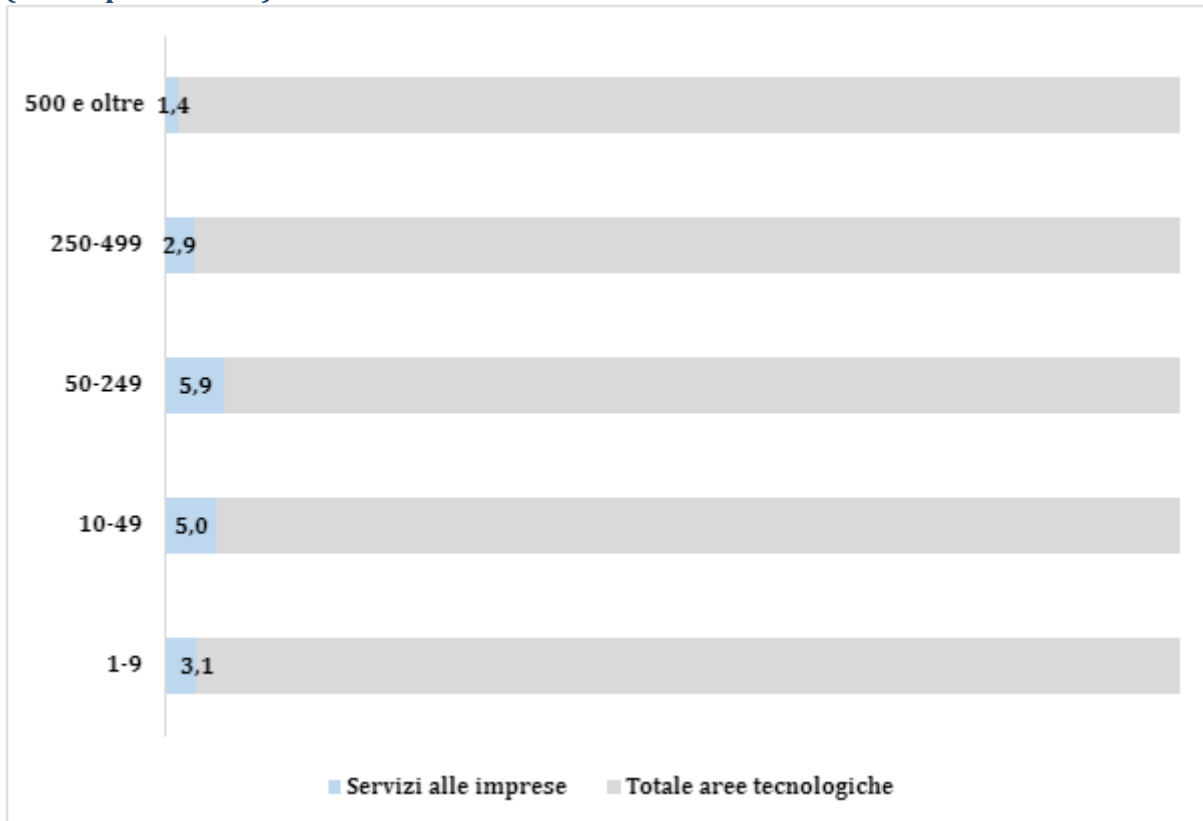 500 e oltre 1,4
250-499 2,9
50-249 5,9
10-49 5,0
1-9 3,1
Servizi alle imprese Totale aree tecnologiche